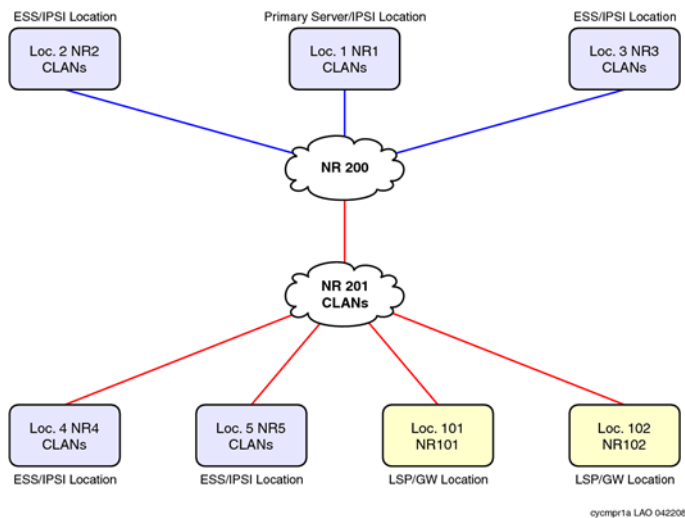 ESS/IPSI Location
Primary Server/IPSI Location
ESS/IPSI Location
Loc. 2 NR2
CLANs
Loc. 1 NR1
CLANs
Loc. 3 NR3
CLANs
NR 200
NR 201
CLANs
Loc. 4 NR4
CLANs
Loc. 5 NR5
CLANs
Loc. 101
NR101
Loc. 102
NR102
ESS/IPSI Location
ESS/IPSI Location
LSP/GW Location
LSP/GW Location
cycmpr1a LAO 042208